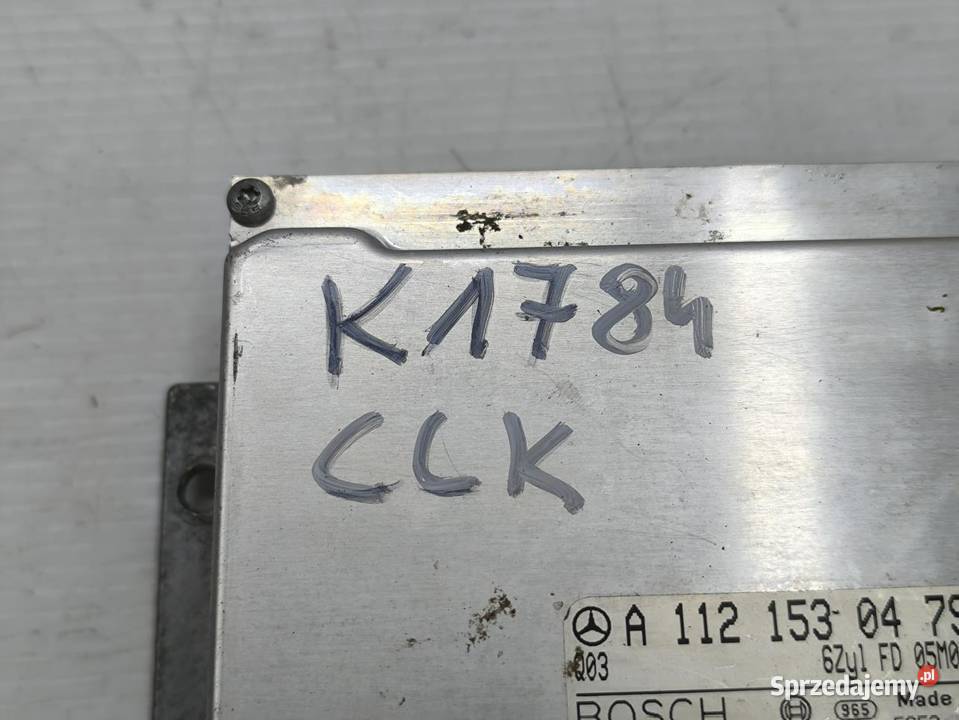 K1784
CLK
A 112 153 04 79
Q03
6Zyl FD 05M0
BOSCH
965
Made
Sprzedajemy.pl